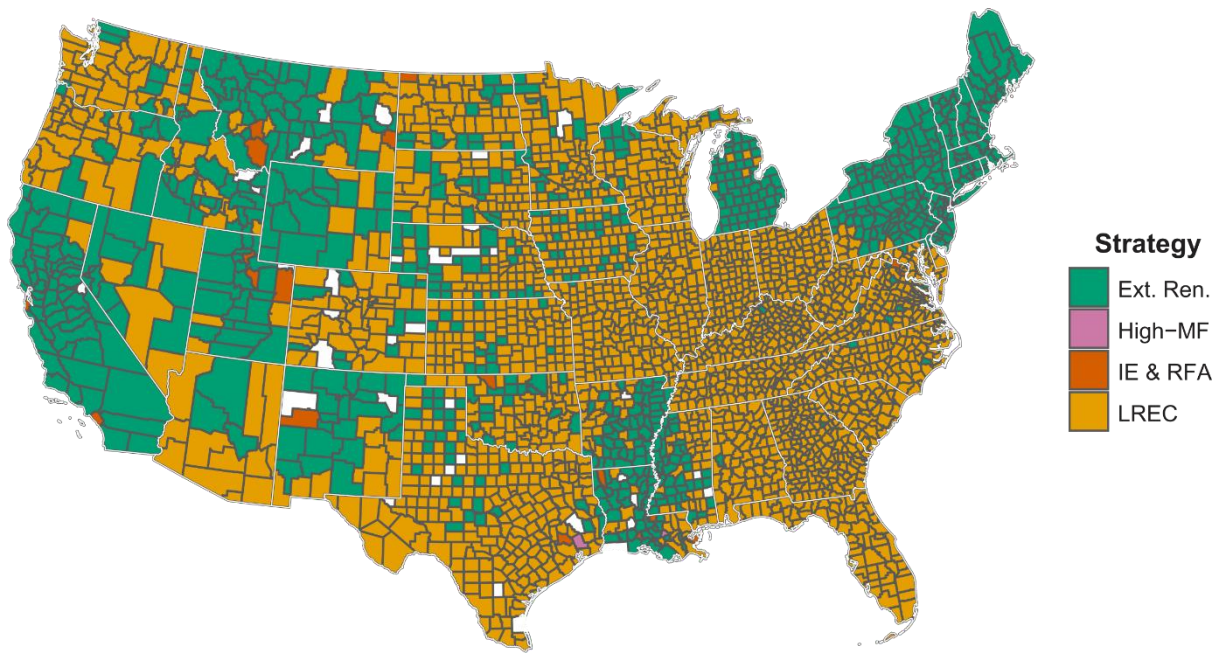 Strategy
Ext. Ren.
High−MF
IE & RFA
LREC